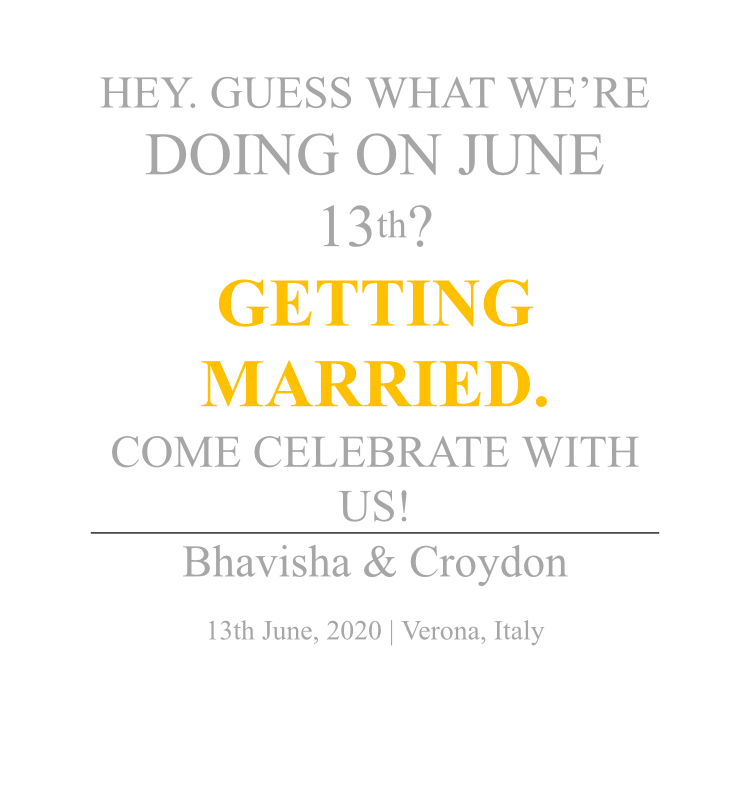 HEY. GUESS WHAT WE’RE
DOING ON JUNE
13th?
GETTING
MARRIED.
COME CELEBRATE WITH
US!
Bhavisha & Croydon
13th June, 2020 | Verona, Italy